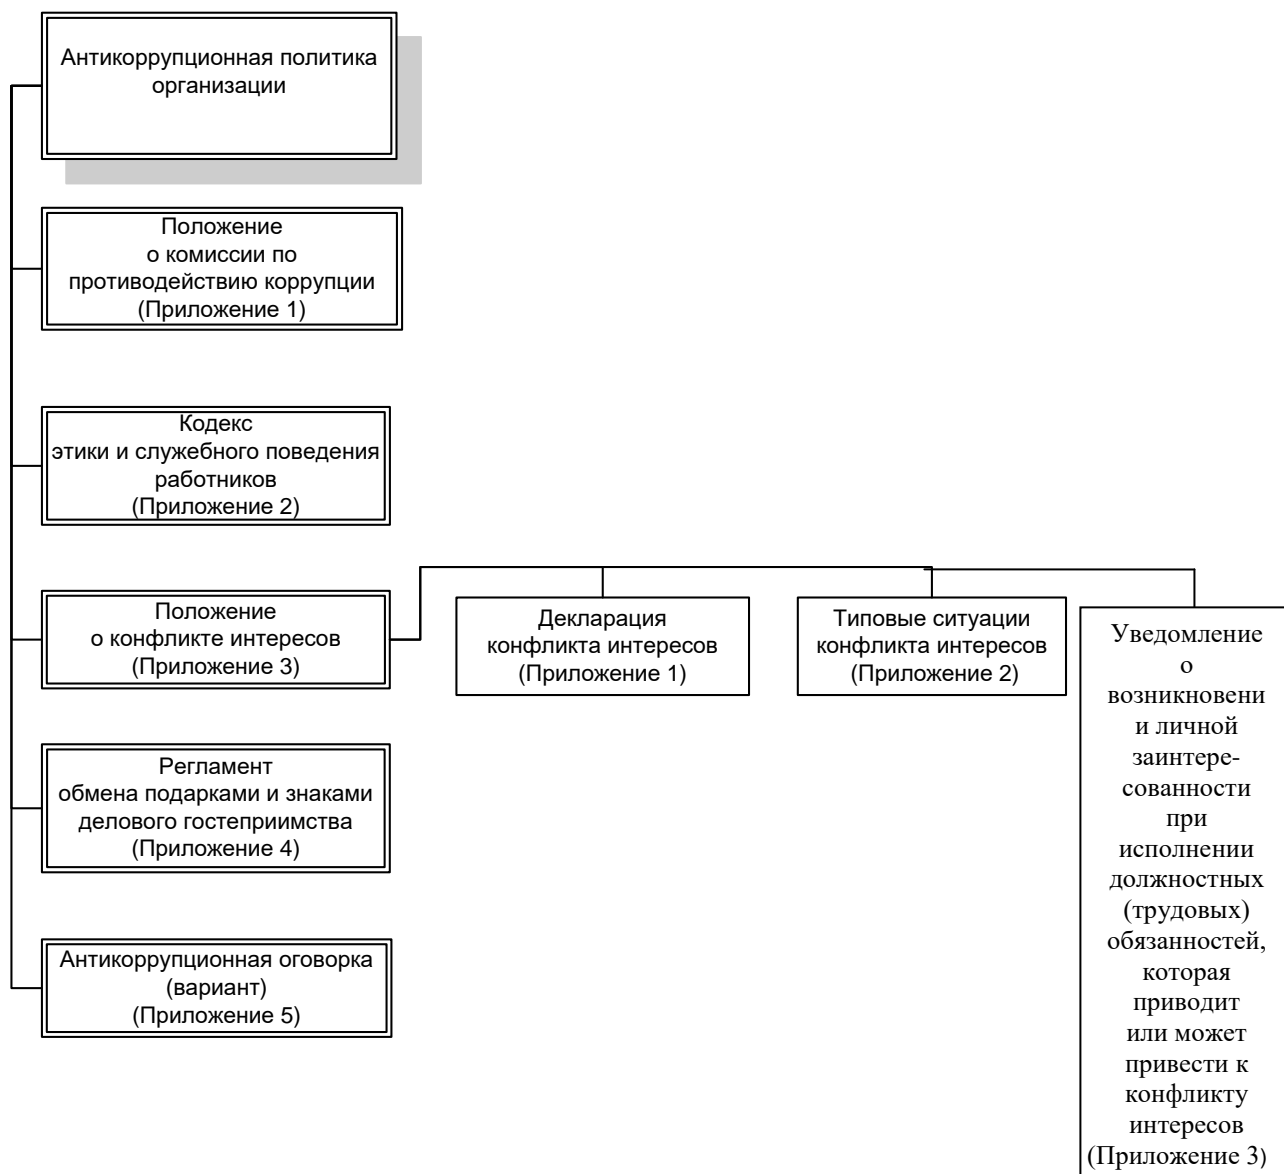 Антикоррупционная политика
организации
Положение
о комиссии по
противодействию коррупции
(Приложение 1)
Кодекс
этики и служебного поведения
работников
(Приложение 2)
Положение
о конфликте интересов
(Приложение 3)
Декларация
конфликта интересов
(Приложение 1)
Типовые ситуации
конфликта интересов
(Приложение 2)
Уведомление
о
возникновени
и личной
заинтере-
сованности
при
исполнении
должностных
(трудовых)
обязанностей,
которая
приводит
или может
привести к
конфликту
интересов
(Приложение 3)
Регламент
обмена подарками и знаками
делового гостеприимства
(Приложение 4)
Антикоррупционная оговорка
(вариант)
(Приложение 5)